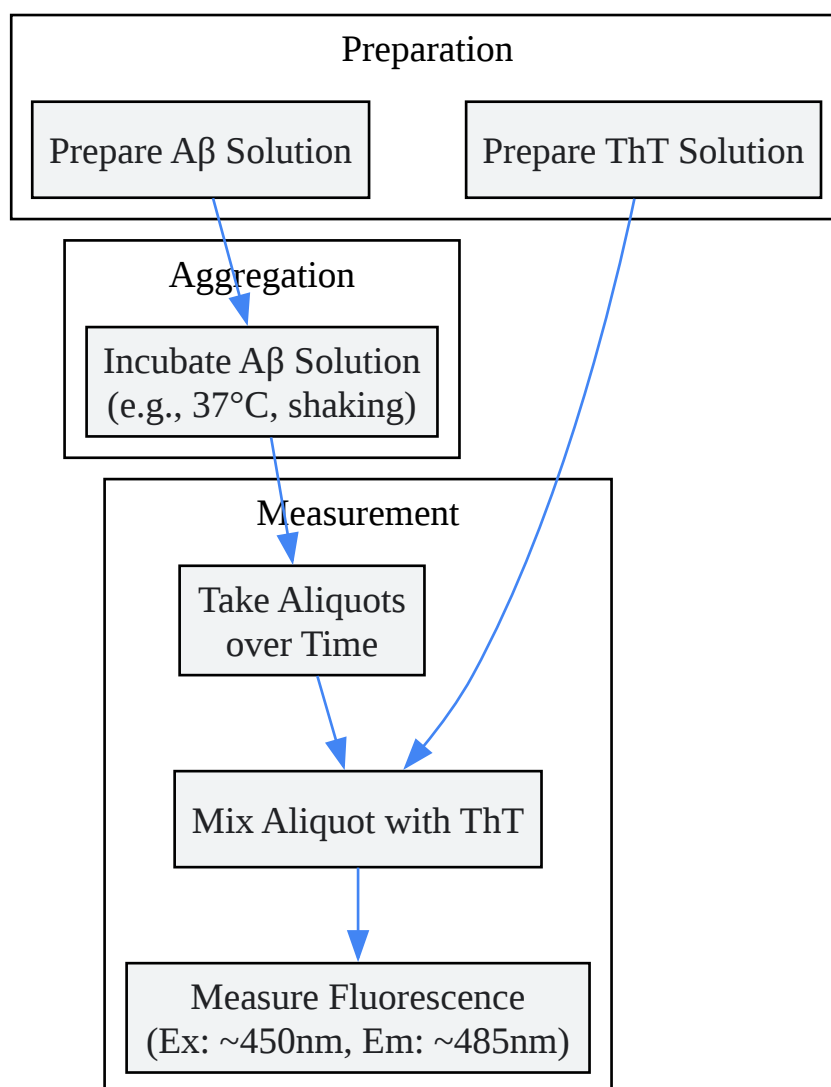 Preparation
Prepare Aβ Solution
Prepare ThT Solution
Aggregation
Incubate Aβ Solution
(e.g., 37°C, shaking)
Measurement
Take Aliquots
over Time
Mix Aliquot with ThT
Measure Fluorescence
(Ex: ~450nm, Em: ~485nm)